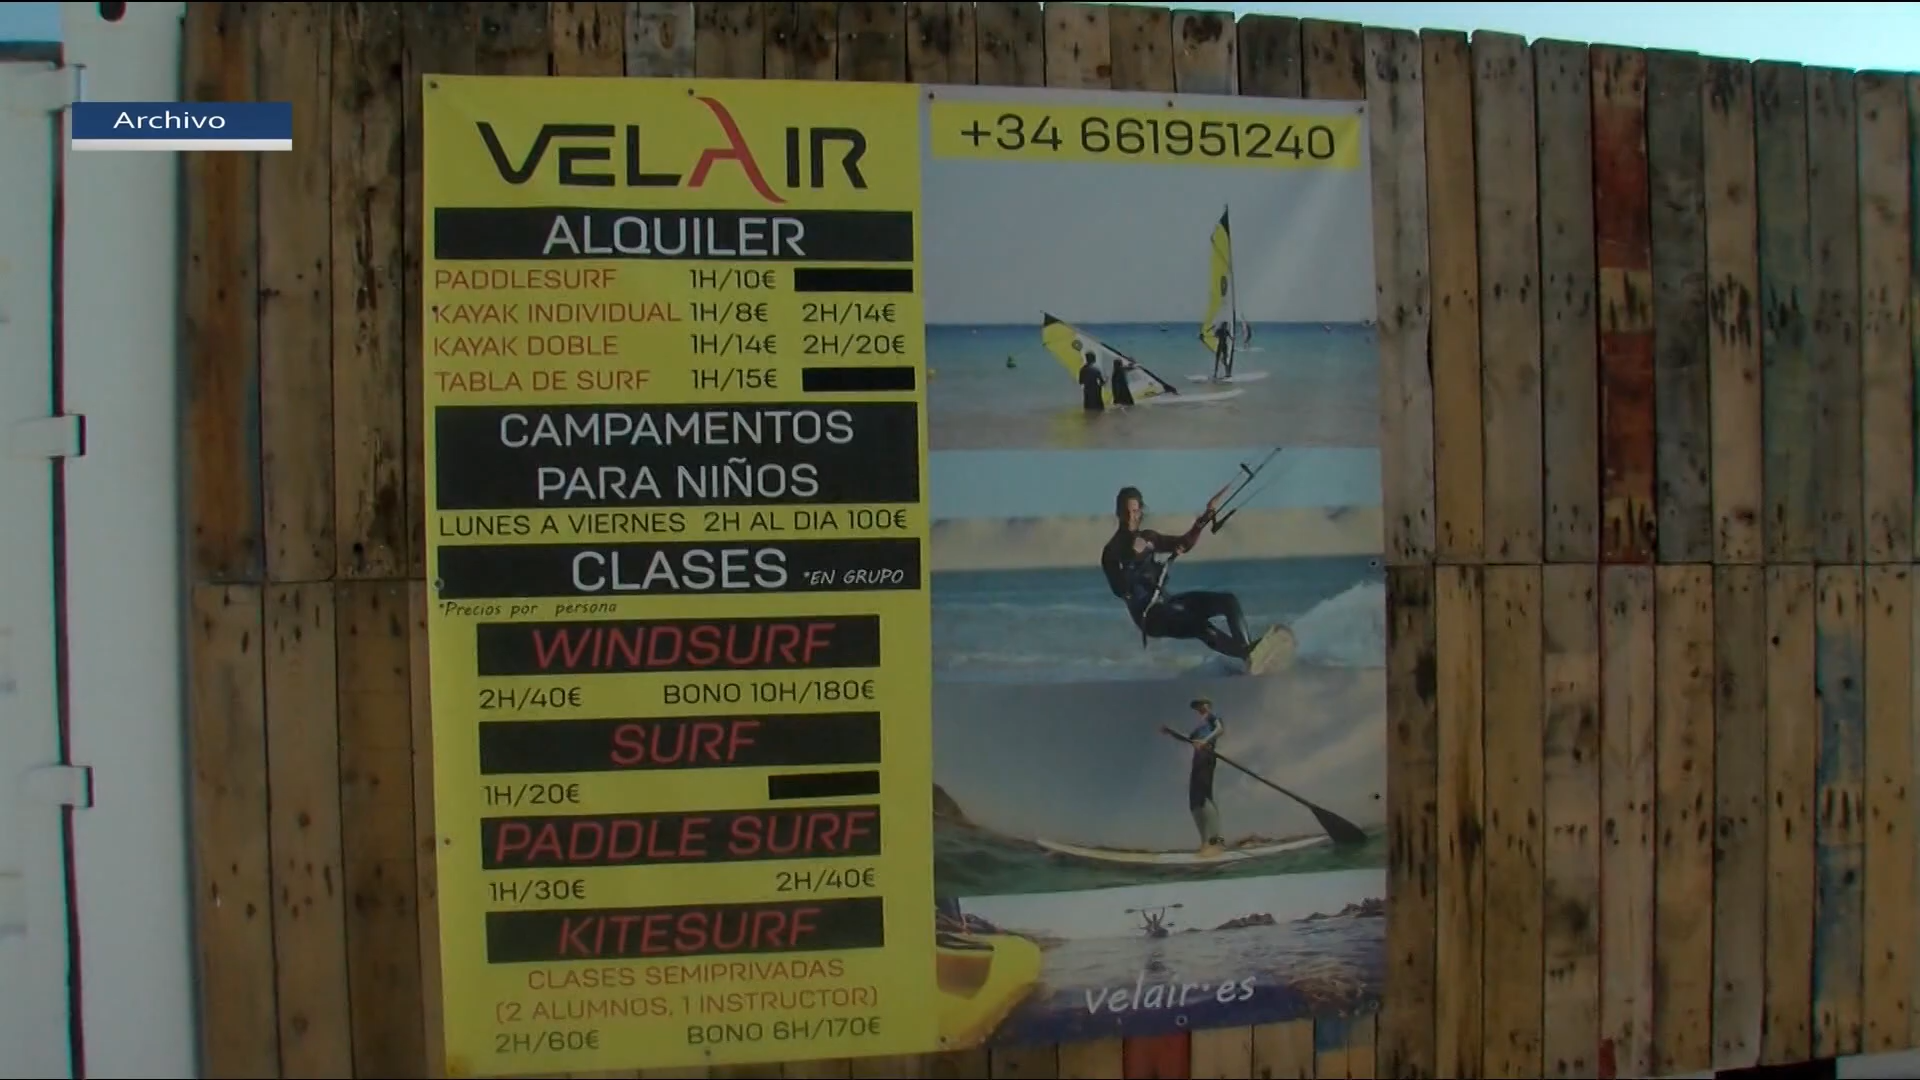 Archivo
VELAIR
+34 661951240
ALQUILER
PADDLESURF 1H/10€
KAYAK INDIVIDUAL 1H/8€ 2H/14€
KAYAK DOBLE 1H/14€ 2H/20€
TABLA DE SURF 1H/15€
CAMPAMENTOS
PARA NIÑOS
LUNES A VIERNES 2H AL DIA 100€
CLASES *EN GRUPO
*Precios por persona
WINDSURF
2H/40€ BONO 10H/180€
SURF
1H/20€
PADDLE SURF
1H/30€ 2H/40€
KITESURF
CLASES SEMIPRIVADAS
(2 ALUMNOS, 1 INSTRUCTOR)
2H/60€ BONO 6H/170€
velair.es